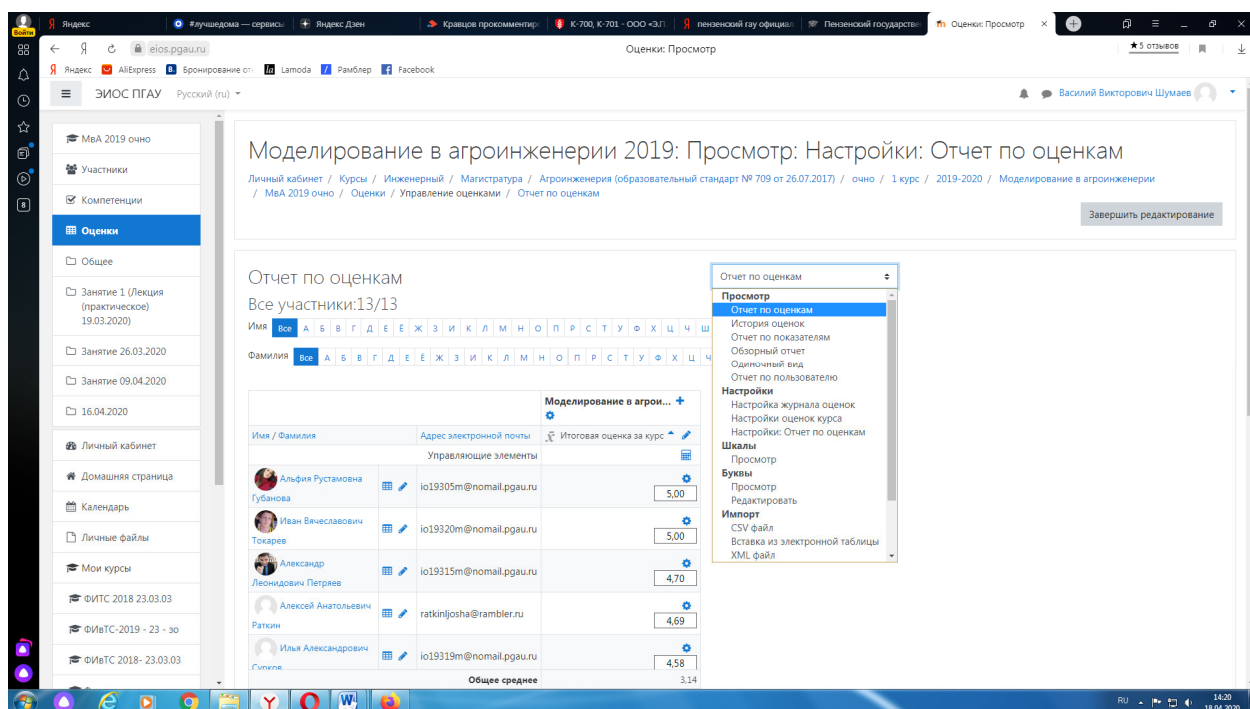 Войти
Яндекс
#лучшедома — сервисы
Яндекс Дзен
Кравцов прокомментир
К-700, К-701 - ООО «Э.П
пензенский гау официал
Пензенский государстве
Оценки: Просмотр
eios.pgau.ru
Оценки: Просмотр
★5 отзывов
Яндекс
AliExpress
Бронирование от
Lamoda
Рамблер
Facebook
ЭИОС ПГАУ
Русский (ru)
Василий Викторович Шумаев
МвА 2019 очно
Участники
Компетенции
Оценки
Общее
Занятие 1 (Лекция
(практическое)
19.03.2020)
Занятие 26.03.2020
Занятие 09.04.2020
16.04.2020
Личный кабинет
Домашняя страница
Календарь
Личные файлы
Мои курсы
ФИТС 2018 23.03.03
ФИвТС-2019 - 23 - зо
ФИвТС 2018- 23.03.03
Моделирование в агроинженерии 2019: Просмотр: Настройки: Отчет по оценкам
Личный кабинет / Курсы / Инженерный / Магистратура / Агроинженерия (образовательный стандарт № 709 от 26.07.2017) / очно / 1 курс / 2019-2020 / Моделирование в агроинженерии
/ МвА 2019 очно / Оценки / Управление оценками / Отчет по оценкам
Завершить редактирование
Отчет по оценкам
Все участники:13/13
Имя Все А Б В Г Д Е Ё Ж З И К Л М Н О П Р С Т У Ф Х Ц Ч Ш
Фамилия Все А Б В Г Д Е Ё Ж З И К Л М Н О П Р С Т У Ф Х Ц Ч
Отчет по оценкам
Просмотр
Отчет по оценкам
История оценок
Отчет по показателям
Обзорный отчет
Одиночный вид
Отчет по пользователю
Настройки
Настройка журнала оценок
Настройки оценок курса
Настройки: Отчет по оценкам
Шкалы
Просмотр
Буквы
Просмотр
Редактировать
Импорт
CSV файл
Вставка из электронной таблицы
XML файл
Моделирование в агрои...
Имя / Фамилия
Адрес электронной почты
x̄ Итоговая оценка за курс
Управляющие элементы
Альфия Рустамовна
Губанова
io19305m@nomail.pgau.ru
5,00
Иван Вячеславович
Токарев
io19320m@nomail.pgau.ru
5,00
Александр
Леонидович Петряев
io19315m@nomail.pgau.ru
4,70
Алексей Анатольевич
Раткин
ratkinljosha@rambler.ru
4,69
Илья Александрович
Сурков
io19319m@nomail.pgau.ru
4,58
Общее среднее
3,14
RU
14:20
18.04.2020